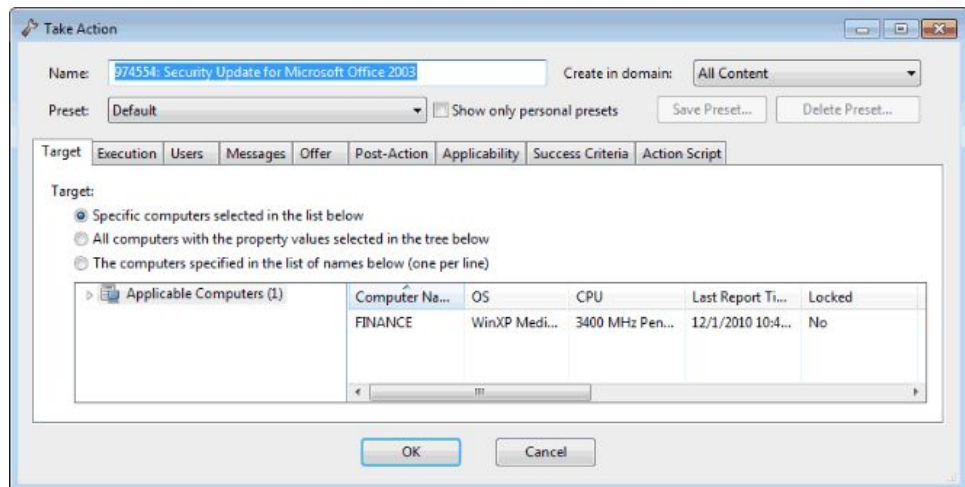 Take Action
Name: 974554: Security Update for Microsoft Office 2003 Create in domain: All Content
Preset: Default Show only personal presets Save Preset... Delete Preset...
Target Execution Users Messages Offer Post-Action Applicability Success Criteria Action Script
Target:
Specific computers selected in the list below
All computers with the property values selected in the tree below
The computers specified in the list of names below (one per line)
Applicable Computers (1) Computer Na... OS CPU Last Report Ti... Locked
FINANCE WinXP Medi... 3400 MHz Pen... 12/1/2010 10:4... No
OK Cancel